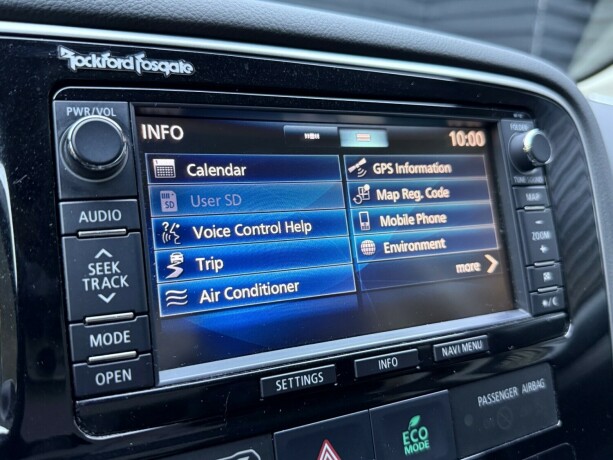 Rockford Fosgate
PWR/VOL
INFO
10:00
FOLDER
Calendar
GPS Information
User SD
SD
Map Reg. Code
Voice Control Help
Mobile Phone
Trip
Environment
Air Conditioner
more
AUDIO
SEEK
TRACK
MODE
OPEN
MAP
ZOOM
SETTINGS
INFO
NAVI MENU
PASSENGER AIRBAG
ECO
MODE